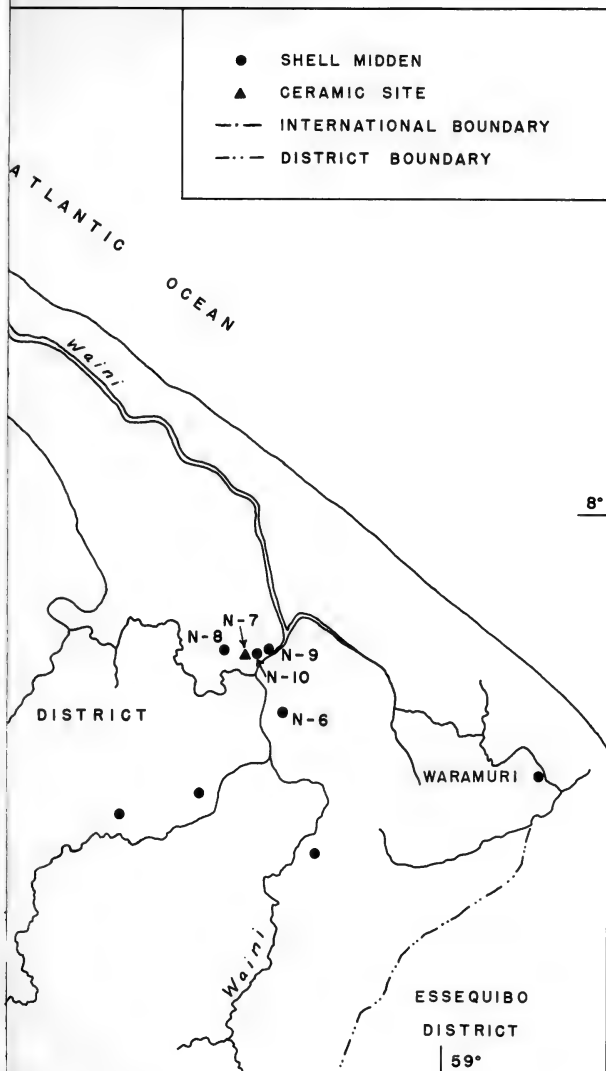 SHELL MIDDEN
CERAMIC SITE
INTERNATIONAL BOUNDARY
DISTRICT BOUNDARY
ATLANTIC
OCEAN
Waini
8°
N-7
N-8
N-9
N-10
DISTRICT
N-6
WARAMURI
Waini
ESSEQUIBO
DISTRICT
59°